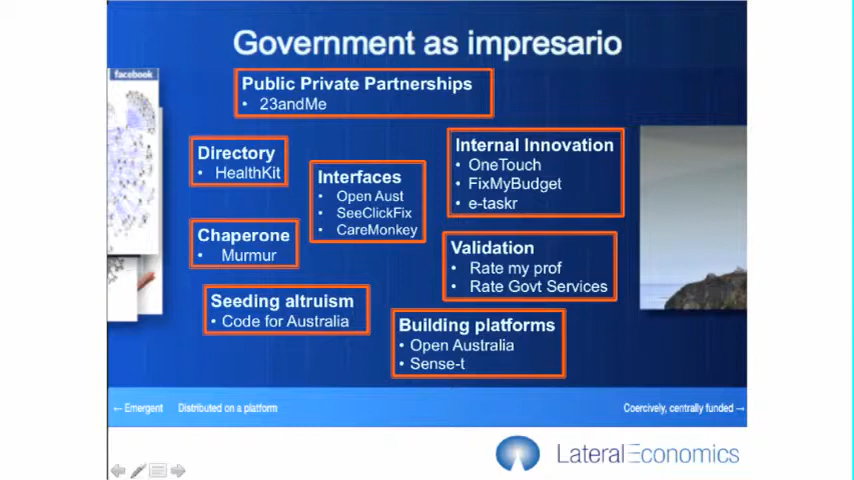 Government as impresario
facebook
Public Private Partnerships
• 23andMe
Directory
• HealthKit
Interfaces
• Open Aust
• SeeClickFix
• CareMonkey
Internal Innovation
• OneTouch
• FixMyBudget
• e-taskr
Chaperone
• Murmur
Validation
• Rate my prof
• Rate Govt Services
Seeding altruism
• Code for Australia
Building platforms
• Open Australia
• Sense-t
← Emergent Distributed on a platform Coercively, centrally funded →
LateralEconomics